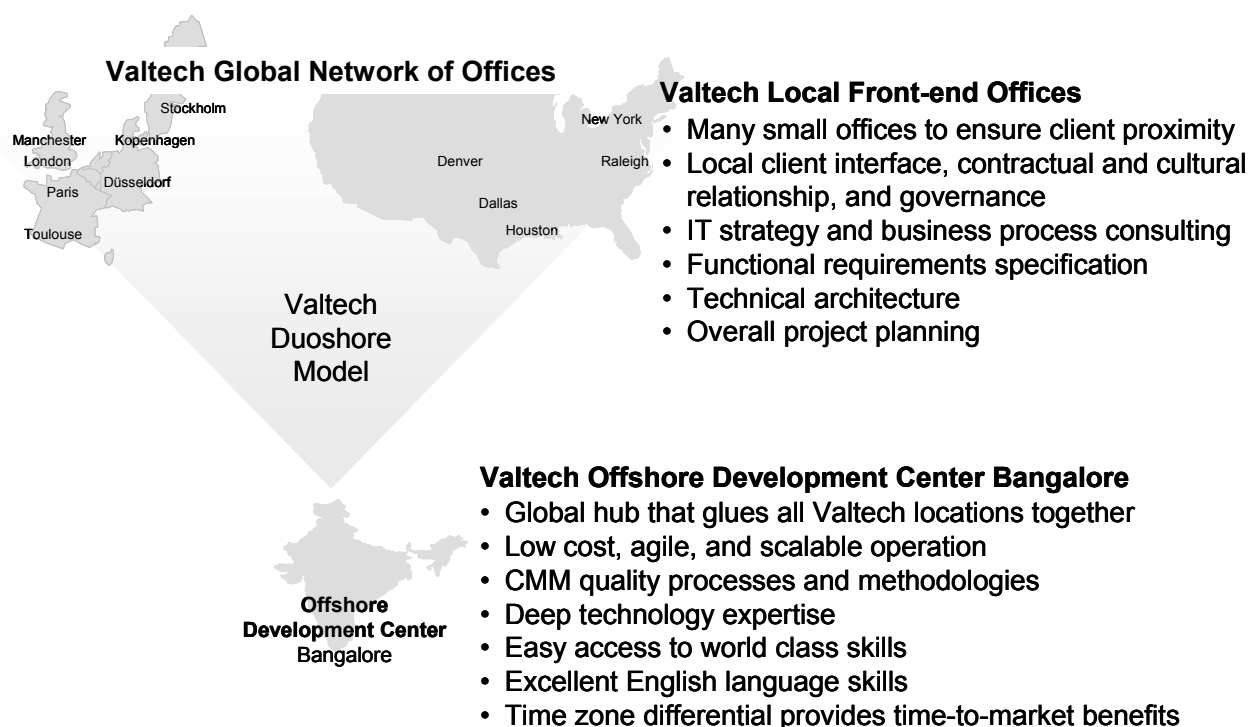 Valtech Global Network of Offices
Stockholm
Manchester
Kopenhagen
London
Düsseldorf
Paris
Toulouse
New York
Denver
Raleigh
Dallas
Houston
Valtech
Duoshore
Model
Valtech Local Front-end Offices
• Many small offices to ensure client proximity
• Local client interface, contractual and cultural
relationship, and governance
• IT strategy and business process consulting
• Functional requirements specification
• Technical architecture
• Overall project planning
Offshore
Development Center
Bangalore
Valtech Offshore Development Center Bangalore
• Global hub that glues all Valtech locations together
• Low cost, agile, and scalable operation
• CMM quality processes and methodologies
• Deep technology expertise
• Easy access to world class skills
• Excellent English language skills
• Time zone differential provides time-to-market benefits